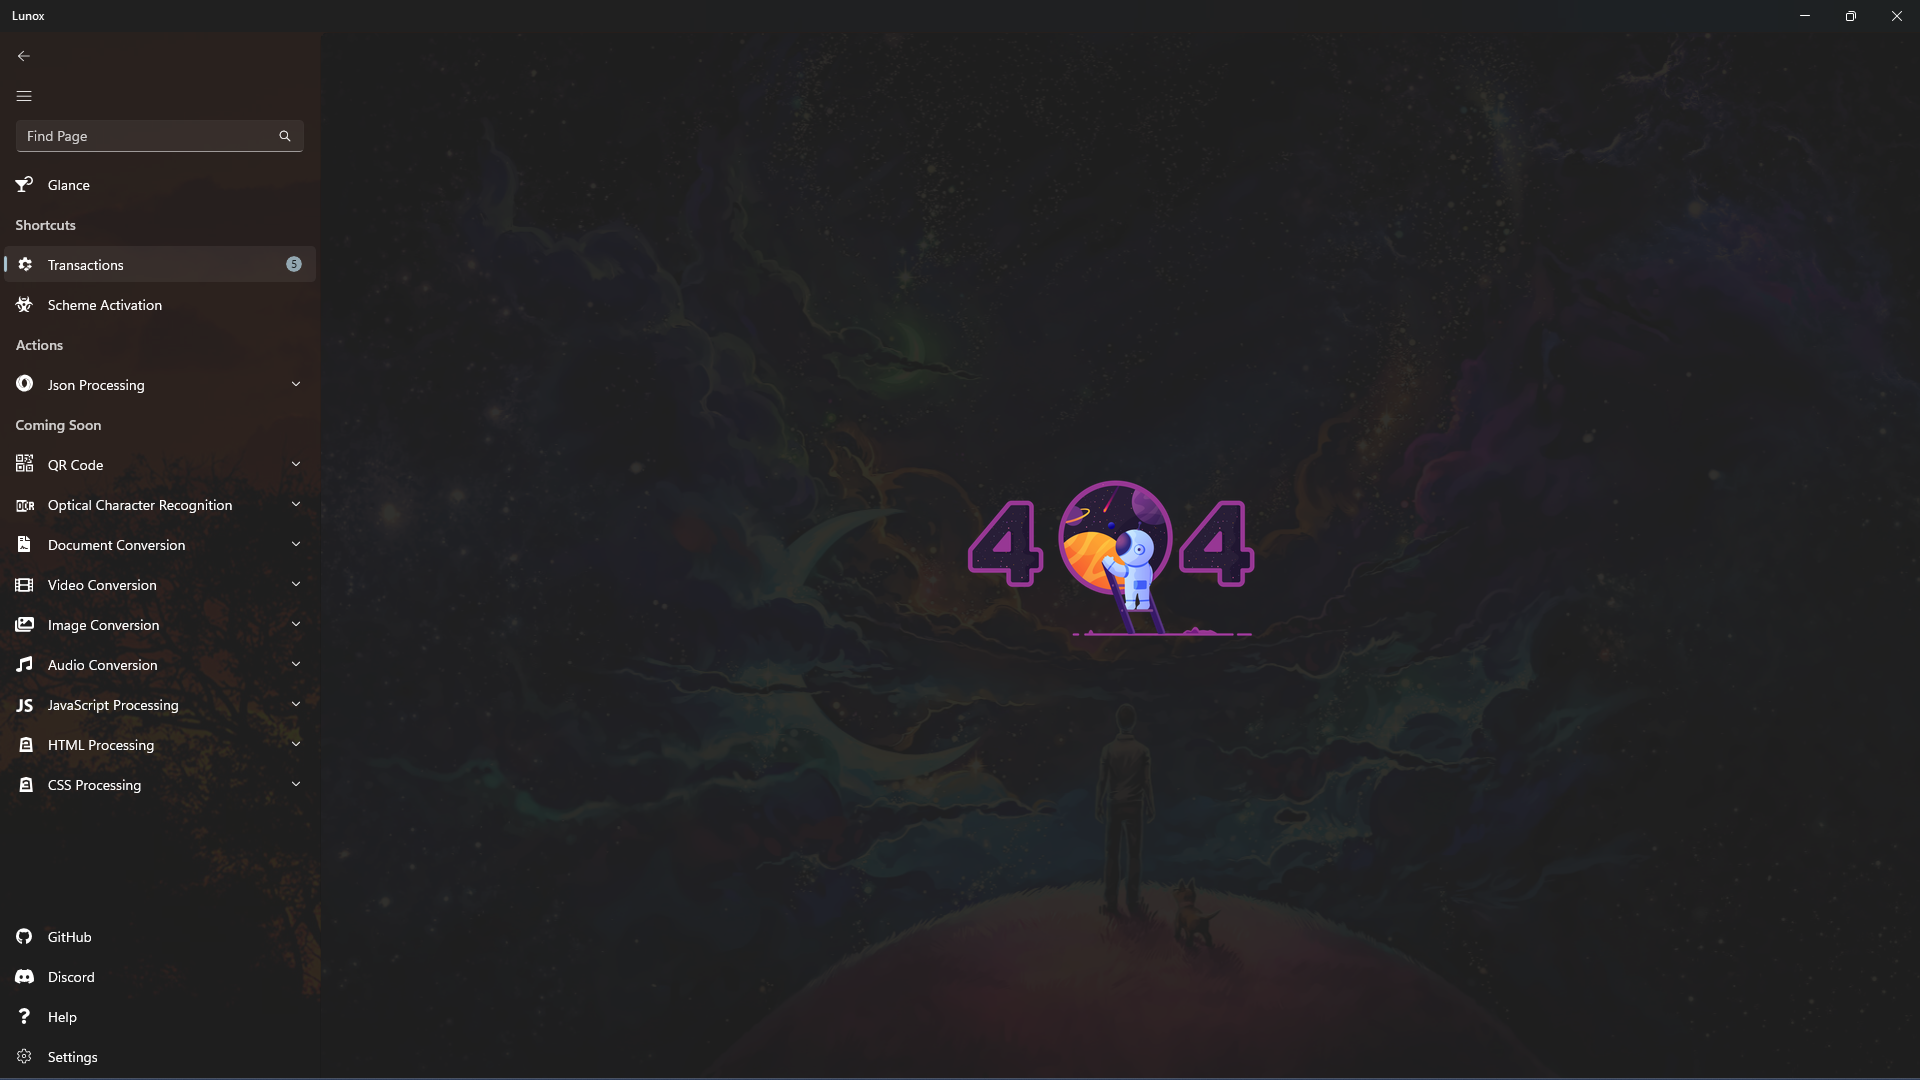 Lunox
Find Page
Glance
Shortcuts
Transactions 5
Scheme Activation
Actions
Json Processing
Coming Soon
QR Code
OCR Optical Character Recognition
Document Conversion
Video Conversion
Image Conversion
Audio Conversion
JS JavaScript Processing
HTML Processing
CSS Processing
GitHub
Discord
? Help
Settings
404